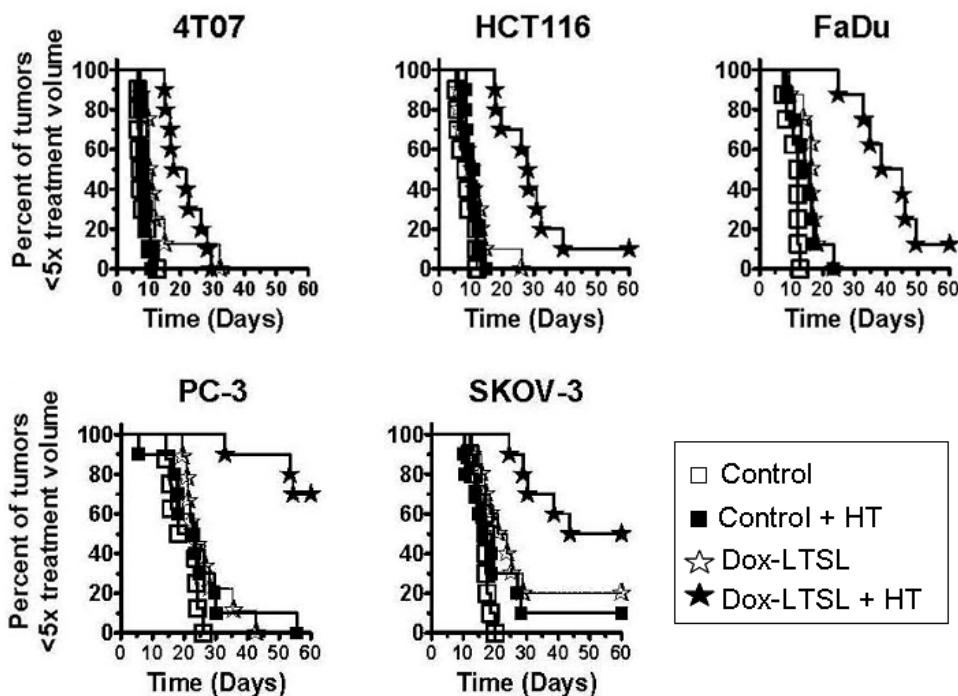 4T07
HCT116
FaDu
Percent of tumors
<5x treatment volume
100
80
60
40
20
0
0 10 20 30 40 50 60
Time (Days)
100
80
60
40
20
0
0 10 20 30 40 50 60
Time (Days)
100
80
60
40
20
0
0 10 20 30 40 50 60
Time (Days)
PC-3
SKOV-3
Percent of tumors
<5x treatment volume
100
80
60
40
20
0
0 10 20 30 40 50 60
Time (Days)
100
80
60
40
20
0
0 10 20 30 40 50 60
Time (Days)
Control
Control + HT
Dox-LTSL
Dox-LTSL + HT